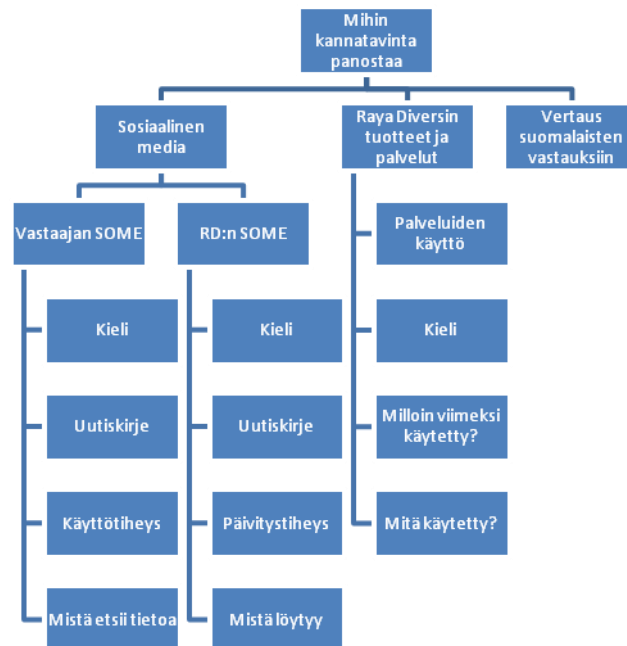 Mihin
kannatavinta
panostaa
Sosiaalinen
media
Raya Diversin
tuotteet ja
palvelut
Vertaus
suomalaisten
vastauksiin
Vastaajan SOME
RD:n SOME
Palveluiden
käyttö
Kieli
Kieli
Kieli
Uutiskirje
Uutiskirje
Milloin viimeksi
käytetty?
Käyttötiheys
Päivitystiheys
Mitä käytetty?
Mistä etsii tietoa
Mistä löytyy